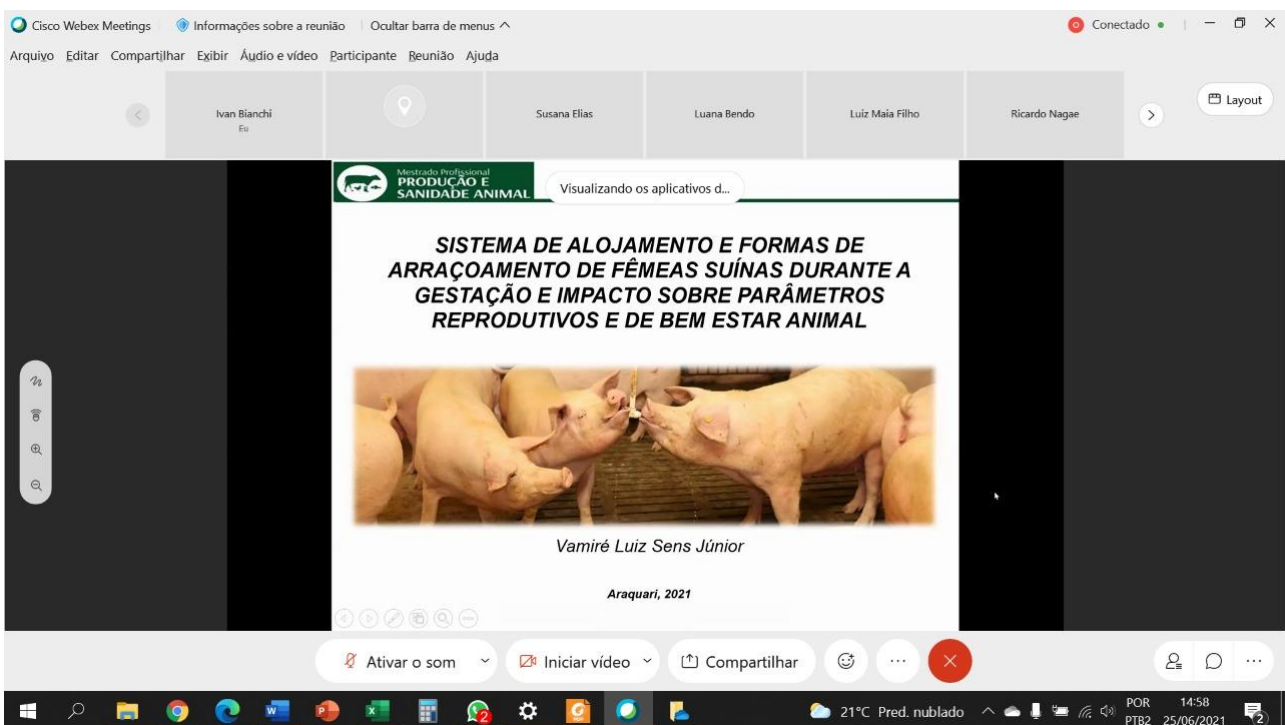 Cisco Webex Meetings
Informações sobre a reunião
Ocultar barra de menus
Conectado
Arquivo Editar Compartilhar Exibir Áudio e vídeo Participante Reunião Ajuda
Ivan Bianchi
Eu
Susana Elias
Luana Bendo
Luiz Maia Filho
Ricardo Nagae
Layout
Mestrado Profissional
PRODUÇÃO E
SANIDADE ANIMAL
Visualizando os aplicativos d...
SISTEMA DE ALOJAMENTO E FORMAS DE
ARRAÇOAMENTO DE FÊMEAS SUÍNAS DURANTE A
GESTAÇÃO E IMPACTO SOBRE PARÂMETROS
REPRODUTIVOS E DE BEM ESTAR ANIMAL
Vamiré Luiz Sens Júnior
Araquari, 2021
Ativar o som
Iniciar vídeo
Compartilhar
21°C Pred. nublado
POR
PTB2
14:58
25/06/2021